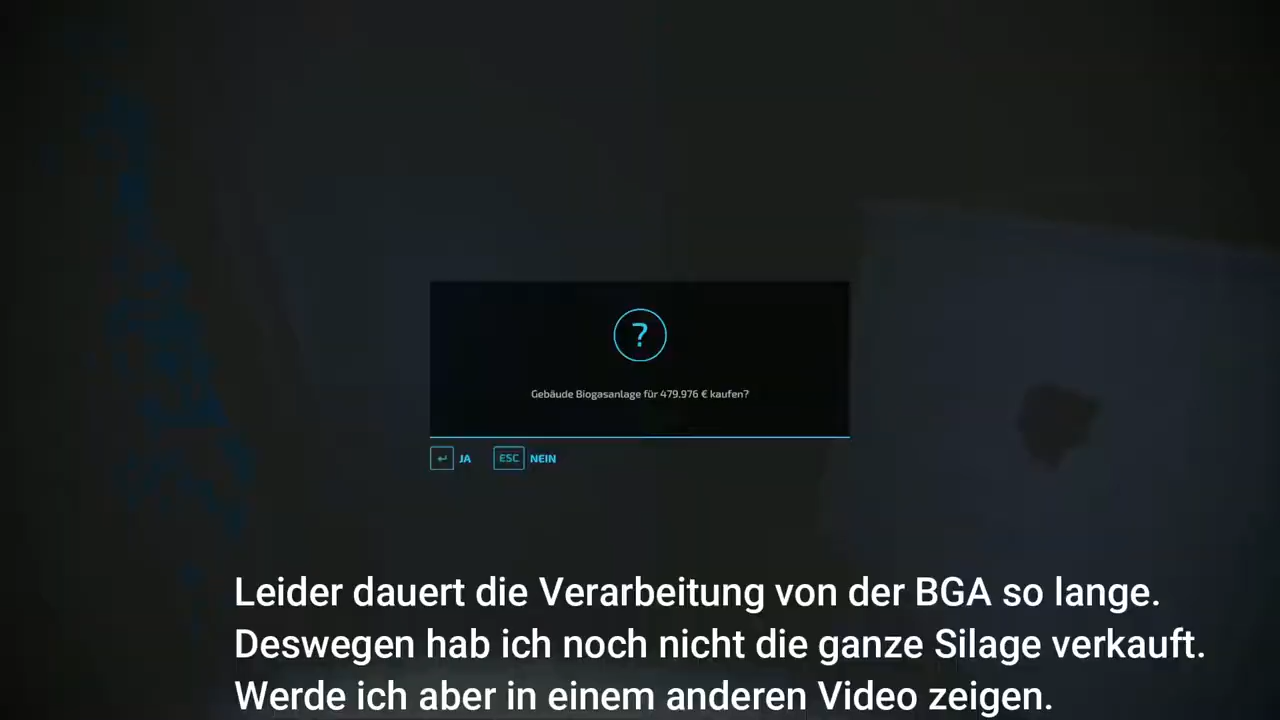 ?
Gebäude Biogasanlage für 479.976 € kaufen?
↵ JA ESC NEIN
Leider dauert die Verarbeitung von der BGA so lange.
Deswegen hab ich noch nicht die ganze Silage verkauft.
Werde ich aber in einem anderen Video zeigen.